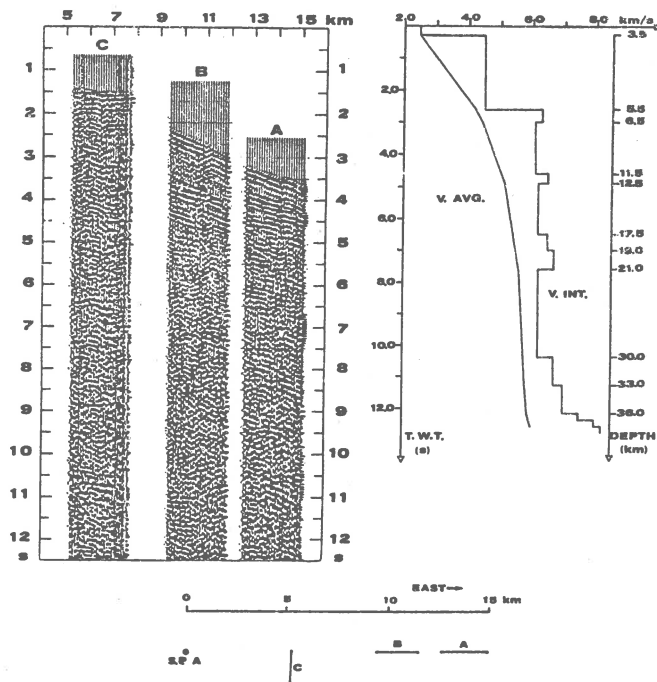 5 7 9 11 13 15 km
C
B
A
1 1
2 2
3 3
4 4
5 5
6 6
7 7
8 8
9 9
10 10
11 11
12 12
s s
2.0 4.0 6.0 8.0 km/s
3.5
2.0
5.5
6.5
4.0
11.5
12.5
V. AVG.
6.0
17.5
19.0
8.0
21.0
V. INT.
10.0
30.0
33.0
12.0
36.0
T.W.T. DEPTH
(s) (km)
EAST→
0 5 10 15 km
B A
S.P. A
C